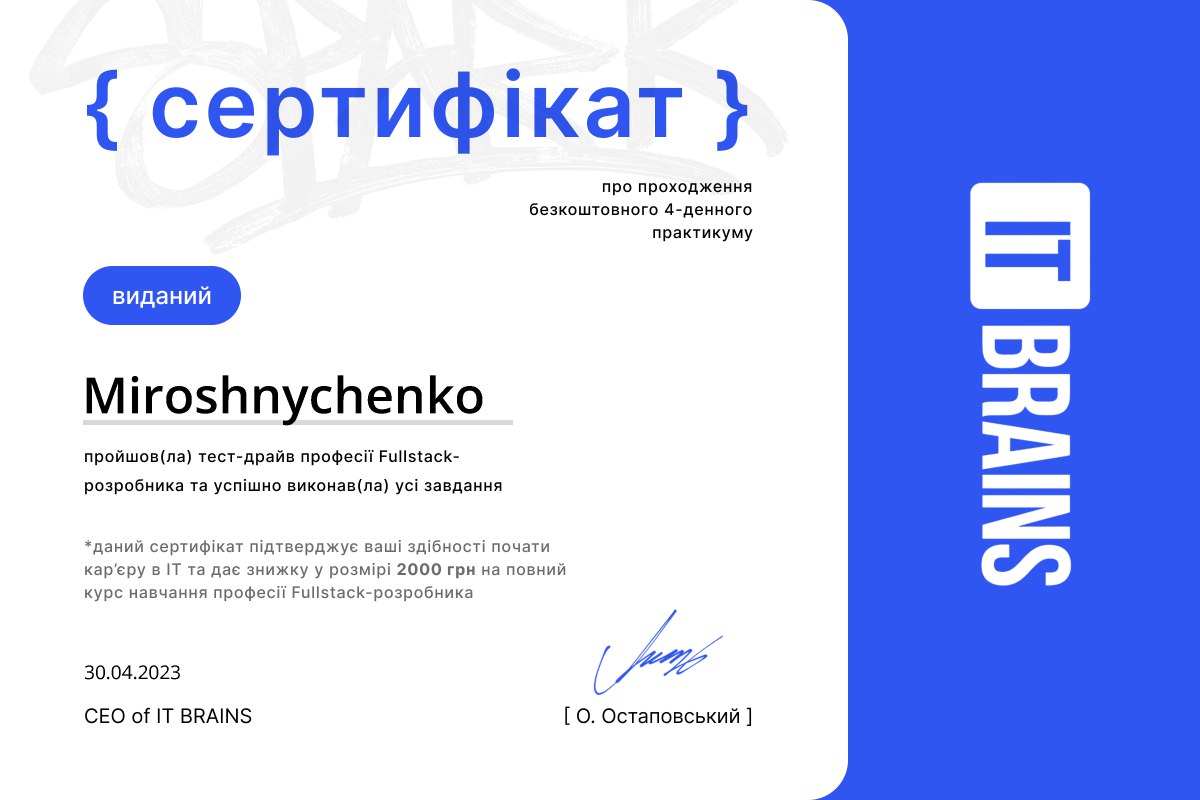 { сертифікат }
про проходження
безкоштовного 4-денного
практикуму
виданий
Miroshnychenko
пройшов(ла) тест-драйв професії Fullstack-
розробника та успішно виконав(ла) усі завдання
*даний сертифікат підтверджує ваші здібності почати
кар’єру в IT та дає знижку у розмірі 2000 грн на повний
курс навчання професії Fullstack-розробника
30.04.2023
CEO of IT BRAINS
[ О. Остаповський ]
IT BRAINS